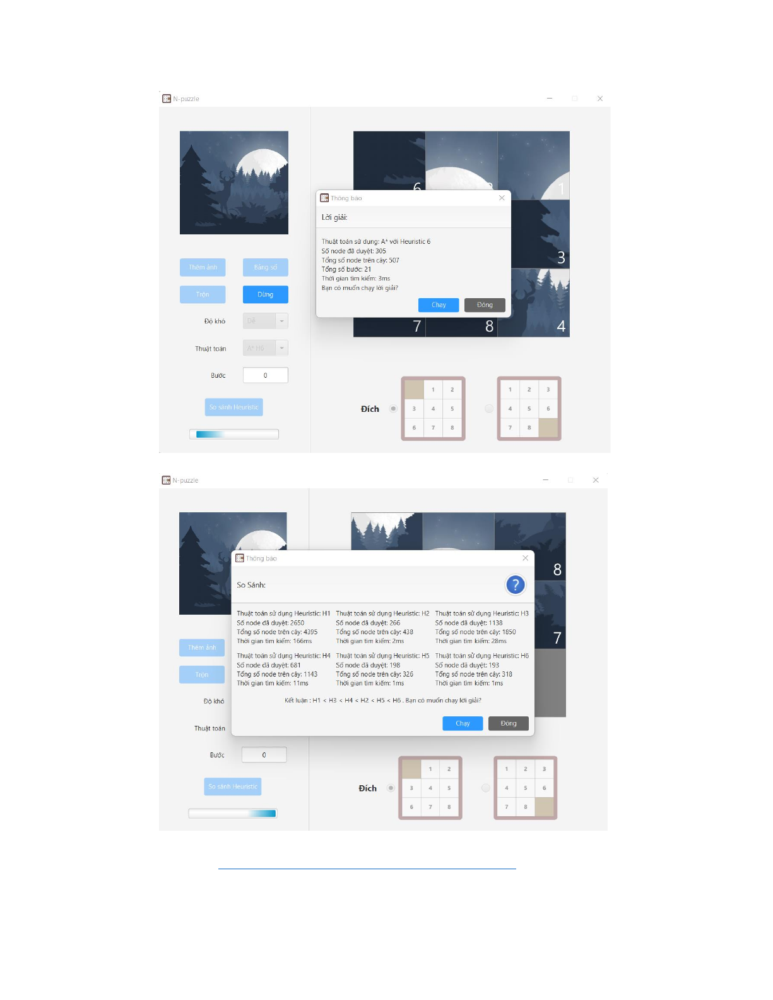 N-puzzle
6
1
3
7 8 4
Thông báo
Lời giải:
Thuật toán sử dụng: A* với Heuristic 6
Số node đã duyệt: 305
Tổng số node trên cây: 507
Tổng số bước: 21
Thời gian tìm kiếm: 3ms
Bạn có muốn chạy lời giải?
Chạy Đóng
Thêm ảnh Bảng số
Trộn Dừng
Độ khó Dễ
Thuật toán A* H6
Bước 0
So sánh Heuristic
Đích
1 2
3 4 5
6 7 8
1 2 3
4 5 6
7 8
N-puzzle
8
7
Thông báo
So Sánh:
?
Thuật toán sử dụng Heuristic: H1 Thuật toán sử dụng Heuristic: H2 Thuật toán sử dụng Heuristic: H3
Số node đã duyệt: 2650 Số node đã duyệt: 266 Số node đã duyệt: 1138
Tổng số node trên cây: 4395 Tổng số node trên cây: 438 Tổng số node trên cây: 1850
Thời gian tìm kiếm: 166ms Thời gian tìm kiếm: 2ms Thời gian tìm kiếm: 28ms
Thuật toán sử dụng Heuristic: H4 Thuật toán sử dụng Heuristic: H5 Thuật toán sử dụng Heuristic: H6
Số node đã duyệt: 681 Số node đã duyệt: 198 Số node đã duyệt: 193
Tổng số node trên cây: 1143 Tổng số node trên cây: 326 Tổng số node trên cây: 318
Thời gian tìm kiếm: 11ms Thời gian tìm kiếm: 1ms Thời gian tìm kiếm: 1ms
Kết luận : H1 < H3 < H4 < H2 < H5 < H6 . Bạn có muốn chạy lời giải?
Chạy Đóng
Thêm ảnh
Trộn
Độ khó
Thuật toán
Bước 0
So sánh Heuristic
Đích
1 2
3 4 5
6 7 8
1 2 3
4 5 6
7 8